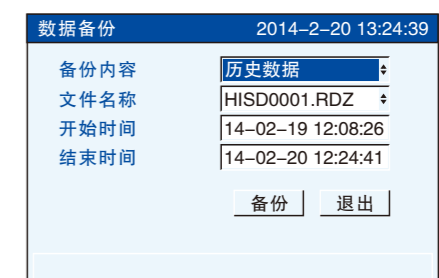 数据备份 2014-2-20 13:24:39
备份内容 历史数据
文件名称 HISD0001.RDZ
开始时间 14-02-19 12:08:26
结束时间 14-02-20 12:24:41
备份 退出